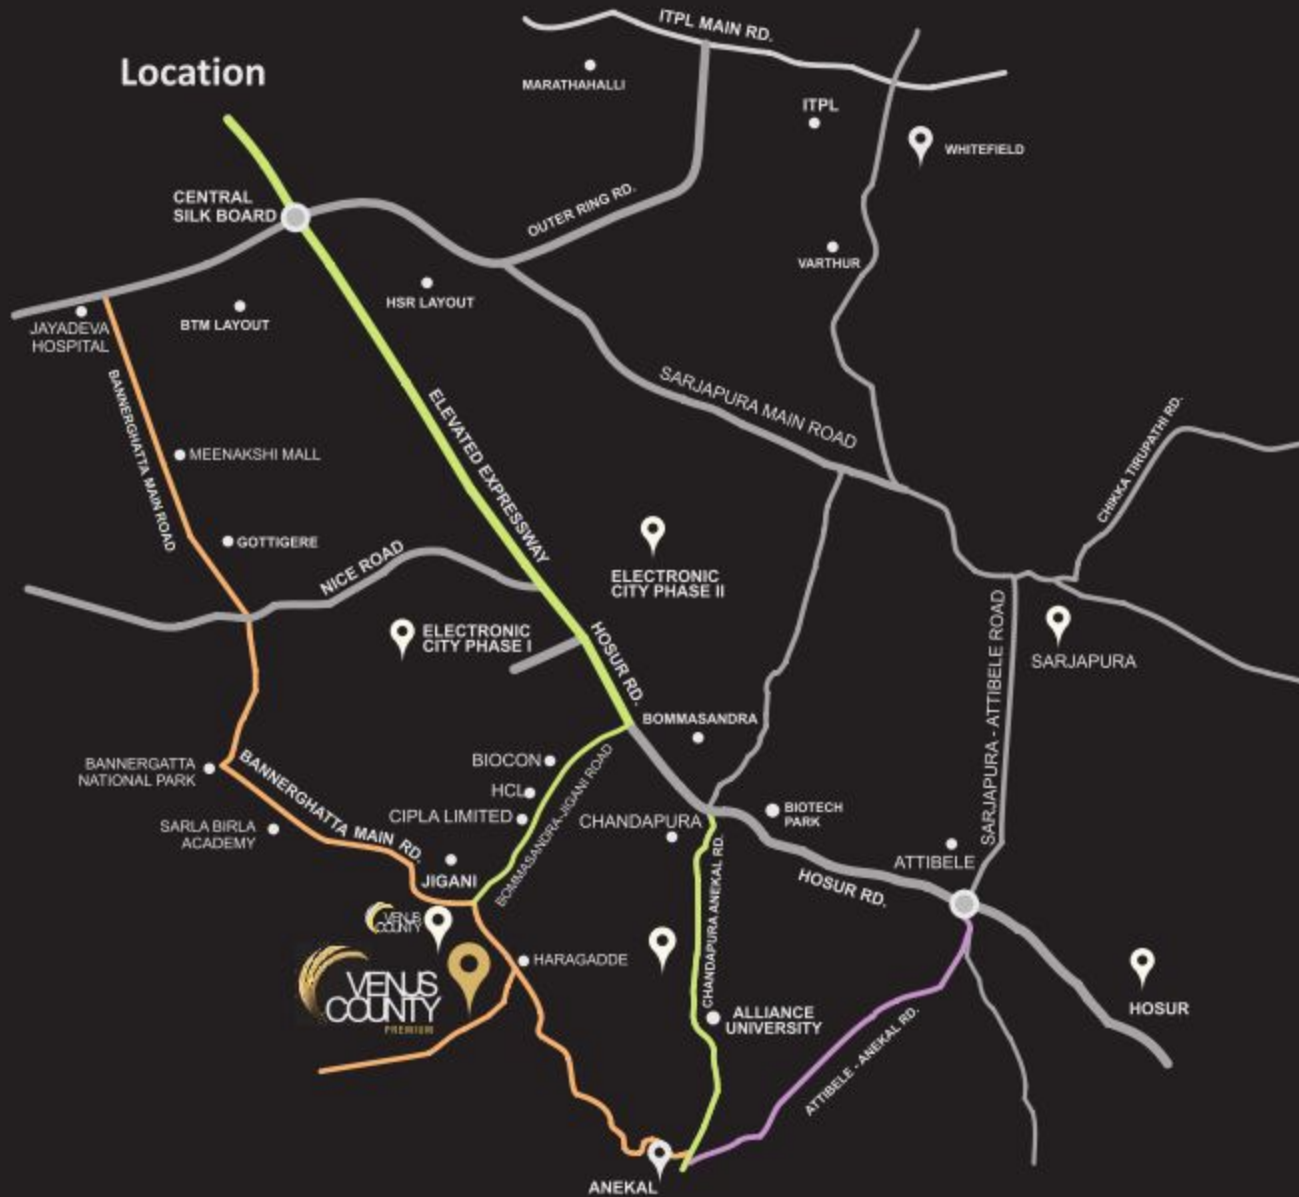 ITPL MAIN RD.
Location
MARATHAHALLI
ITPL
WHITEFIELD
CENTRAL
SILK BOARD
OUTER RING RD.
VARTHUR
HSR LAYOUT
BTM LAYOUT
JAYADEVA
HOSPITAL
BANNERGHATTA MAIN ROAD
ELEVATED EXPRESSWAY
SARJAPURA MAIN ROAD
CHIKKA TIRUPATHI RD.
MEENAKSHI MALL
GOTTIGERE
NICE ROAD
ELECTRONIC
CITY PHASE II
ELECTRONIC
CITY PHASE I
HOSUR RD.
SARJAPURA - ATTIBELE ROAD
SARJAPURA
BOMMASANDRA
BANNERGATTA
NATIONAL PARK
BANNERGHATTA MAIN RD.
BIOCON
HCL
CIPLA LIMITED
BOMMASANDRA-JIGANI ROAD
CHANDAPURA
BIOTECH
PARK
SARLA BIRLA
ACADEMY
JIGANI
CHANDAPURA ANEKAL RD.
HOSUR RD.
ATTIBELE
VENUS
COUNTY
HARAGADDE
VENUS
COUNTY
PREMIUM
ALLIANCE
UNIVERSITY
HOSUR
ATTIBELE - ANEKAL RD.
ANEKAL